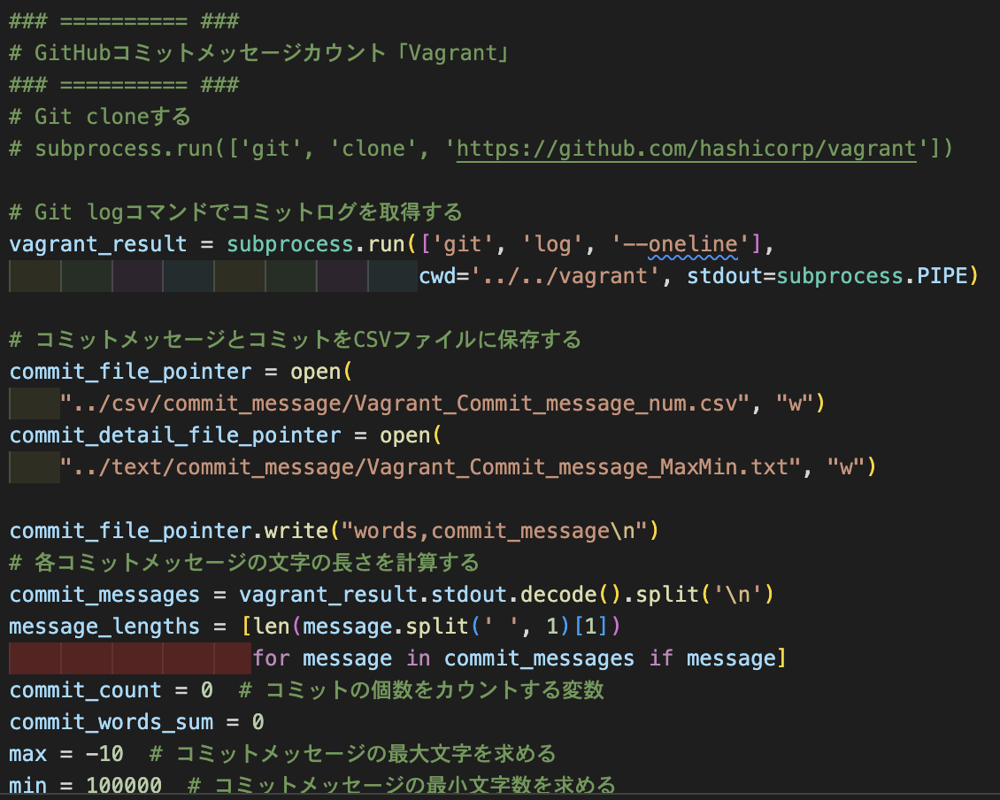 ### ========== ###
# GitHubコミットメッセージカウント「Vagrant」
### ========== ###
# Git cloneする
# subprocess.run(['git', 'clone', 'https://github.com/hashicorp/vagrant'])

# Git logコマンドでコミットログを取得する
vagrant_result = subprocess.run(['git', 'log', '--oneline'],
                                cwd='../../vagrant', stdout=subprocess.PIPE)

# コミットメッセージとコミットをCSVファイルに保存する
commit_file_pointer = open(
    "../csv/commit_message/Vagrant_Commit_message_num.csv", "w")
commit_detail_file_pointer = open(
    "../text/commit_message/Vagrant_Commit_message_MaxMin.txt", "w")

commit_file_pointer.write("words,commit_message\n")
# 各コミットメッセージの文字の長さを計算する
commit_messages = vagrant_result.stdout.decode().split('\n')
message_lengths = [len(message.split(' ', 1)[1])
                   for message in commit_messages if message]
commit_count = 0  # コミットの個数をカウントする変数
commit_words_sum = 0
max = -10  # コミットメッセージの最大文字を求める
min = 100000  # コミットメッセージの最小文字数を求める